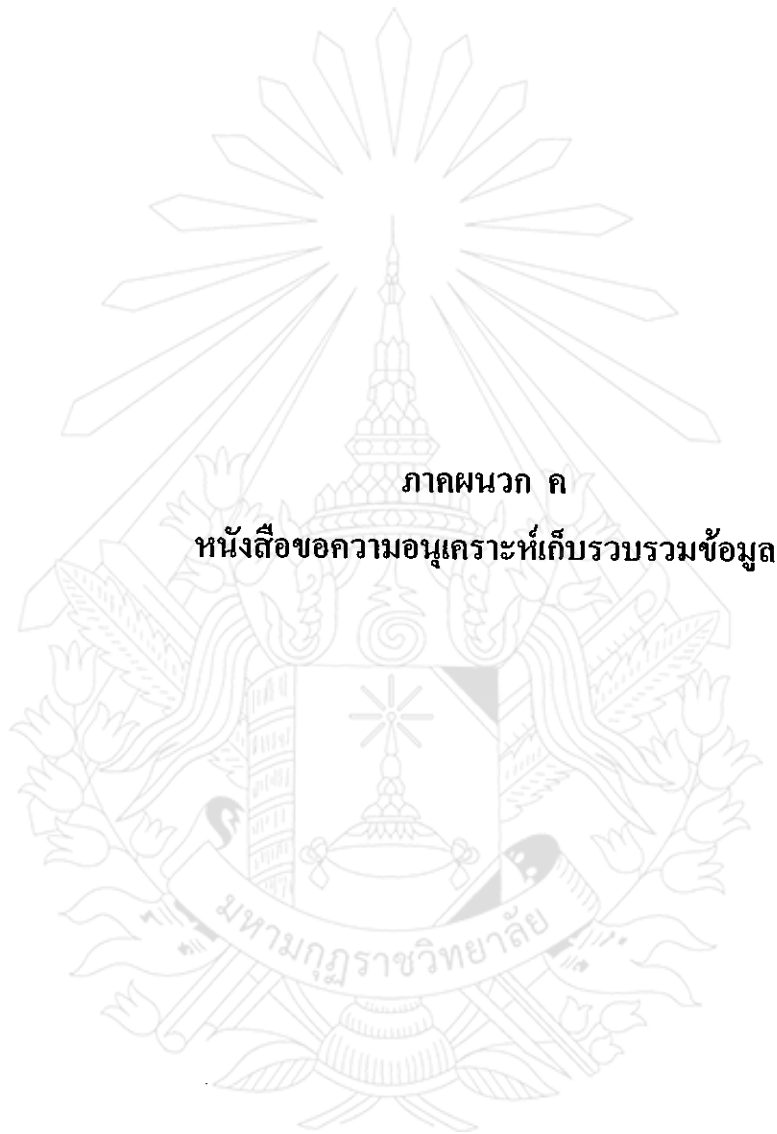 ภาคผนวก ค
หนังสือขอความอนุเคราะห์เก็บรวบรวมข้อมูล
มหามกุฏราชวิทยาลัย